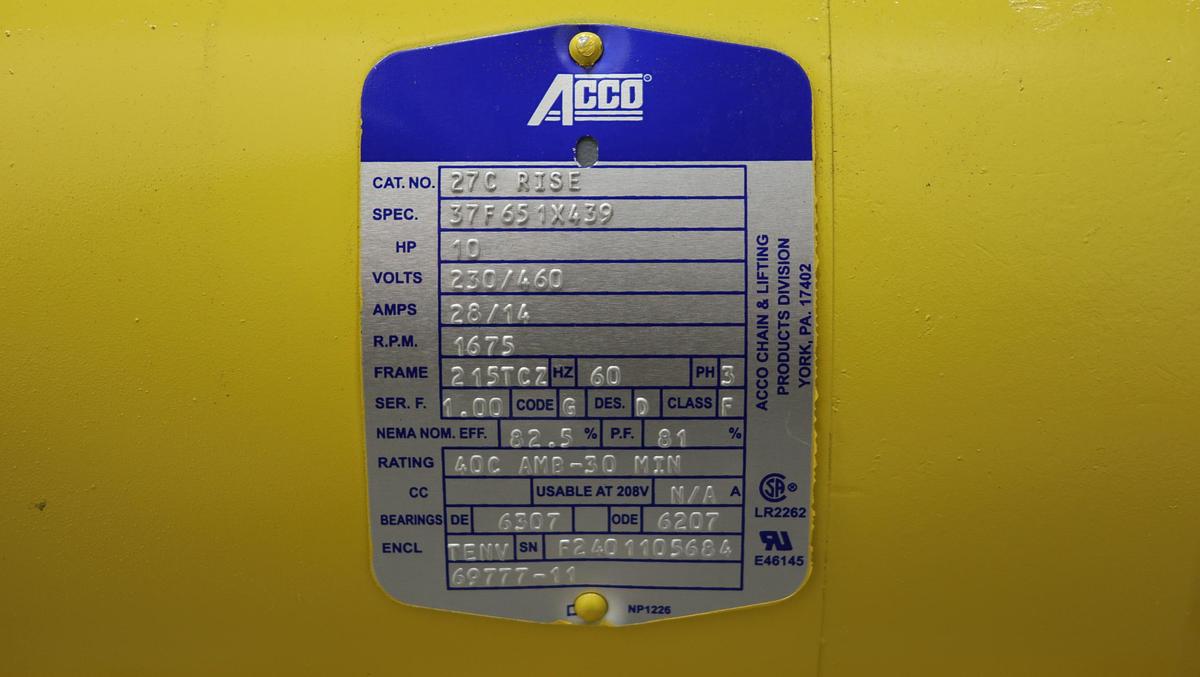 ACCO
CAT. NO. 27C RISE
SPEC. 37F651X439
HP 10
VOLTS 230/460
AMPS 28/14
R.P.M. 1675
FRAME 215TCZ HZ 60 PH 3
SER. F. 1.00 CODE G DES. D CLASS F
NEMA NOM. EFF. 82.5 % P.F. 81 %
RATING 40C AMB-30 MIN
CC USABLE AT 208V N/A A
BEARINGS DE 6307 ODE 6207
ENCL TENV SN F2401105684
69777-11
NP1226
ACCO CHAIN & LIFTING
PRODUCTS DIVISION
YORK, PA. 17402
SA ®
LR2262
RU
E46145